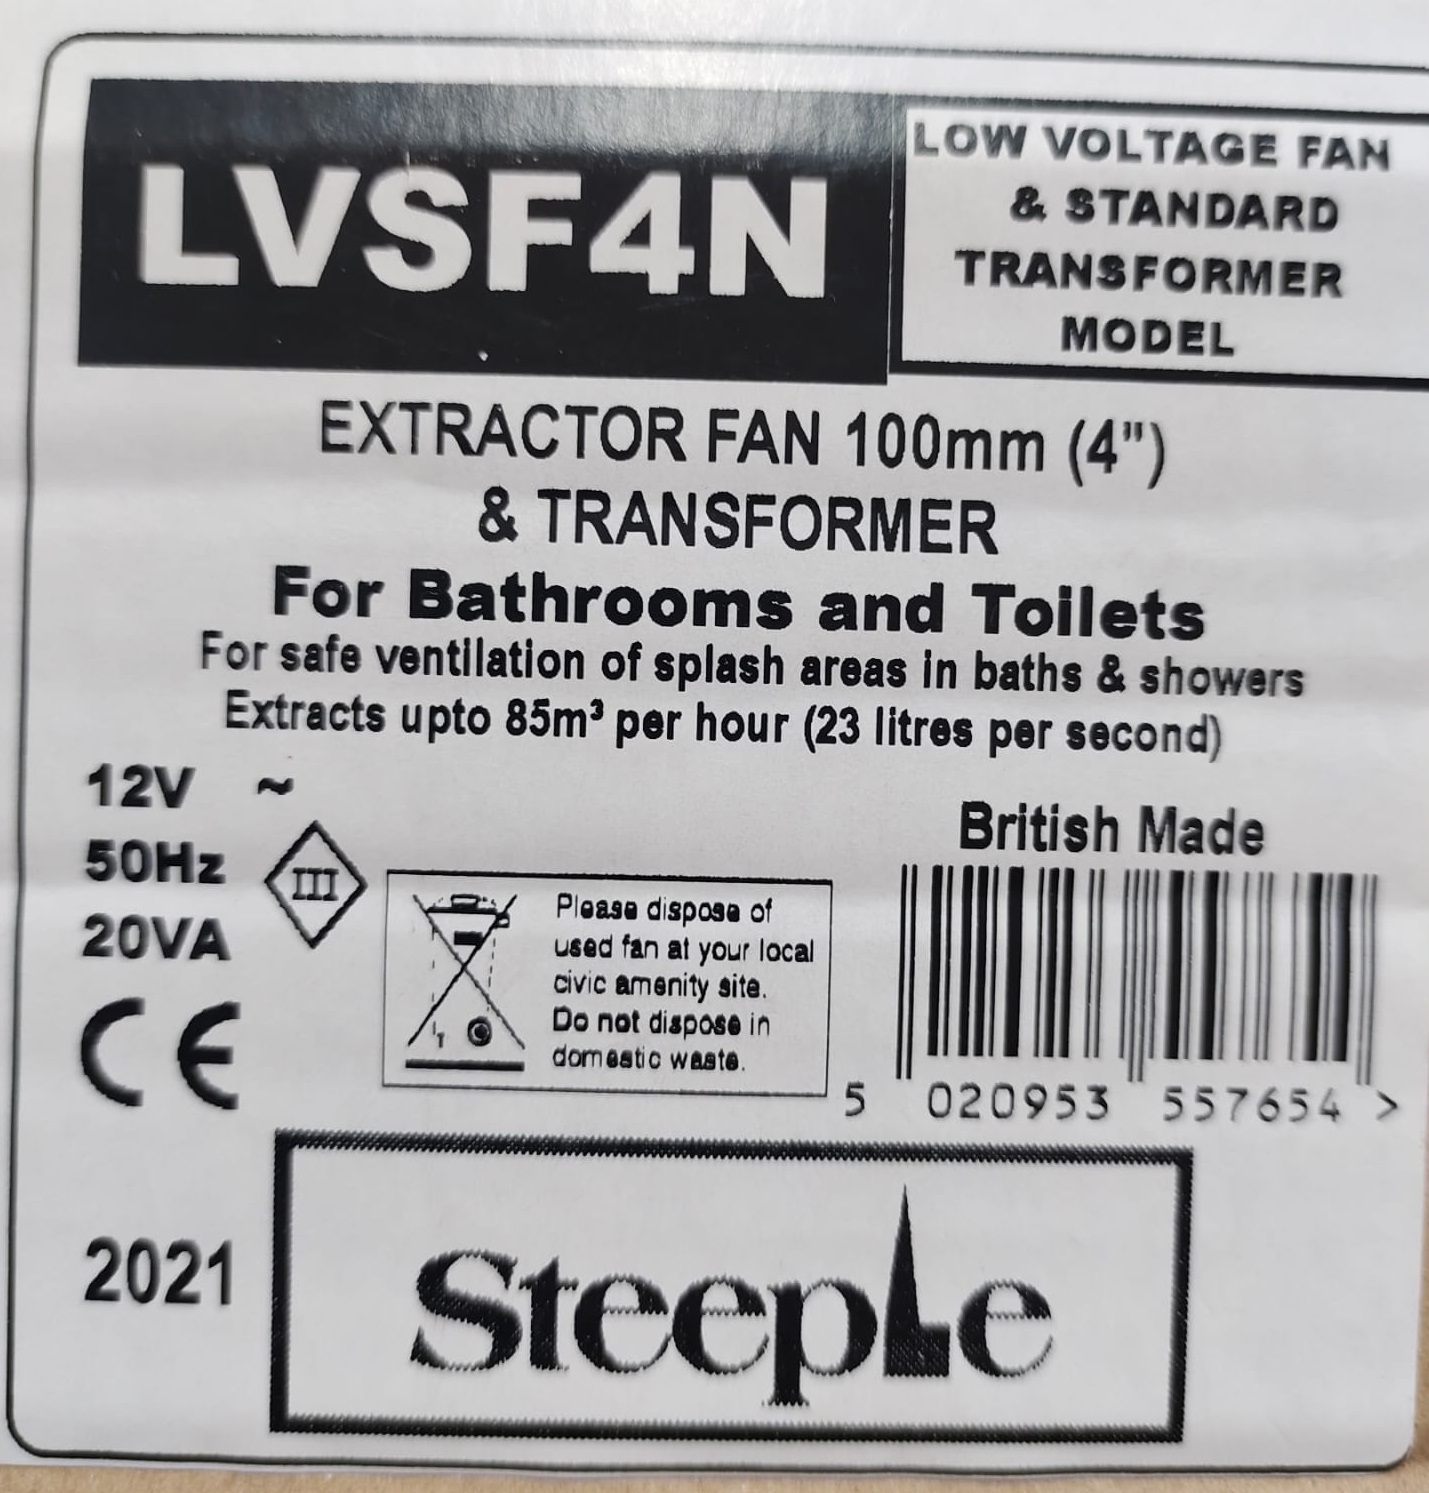 LVSF4N
LOW VOLTAGE FAN
& STANDARD
TRANSFORMER
MODEL
EXTRACTOR FAN 100mm (4")
& TRANSFORMER
For Bathrooms and Toilets
For safe ventilation of splash areas in baths & showers
Extracts upto 85m³ per hour (23 litres per second)
12V ~
50Hz
20VA
III
CE
Please dispose of
used fan at your local
civic amenity site.
Do not dispose in
domestic waste.
British Made
5 020953 557654 >
2021
Steeple